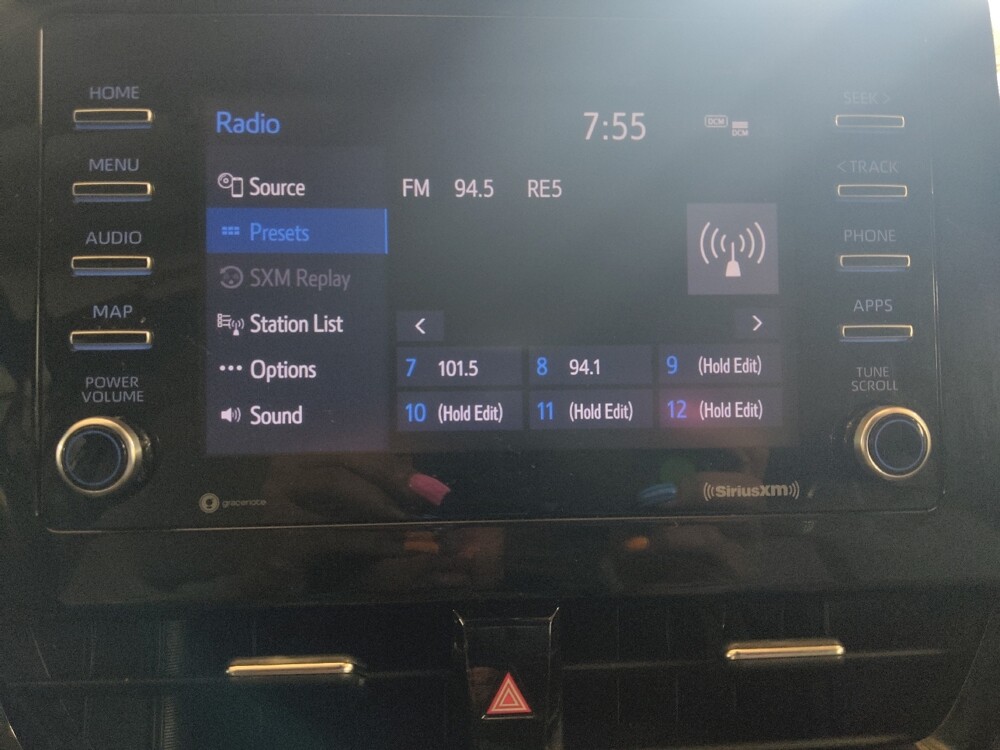 HOME
MENU
AUDIO
MAP
POWER
VOLUME
Radio
7:55
DCM
DCM
Source
Presets
SXM Replay
Station List
Options
Sound
FM 94.5 RE5
<
>
7 101.5
8 94.1
9 (Hold Edit)
10 (Hold Edit)
11 (Hold Edit)
12 (Hold Edit)
SEEK >
< TRACK
PHONE
APPS
TUNE
SCROLL
gracenote
SiriusXM